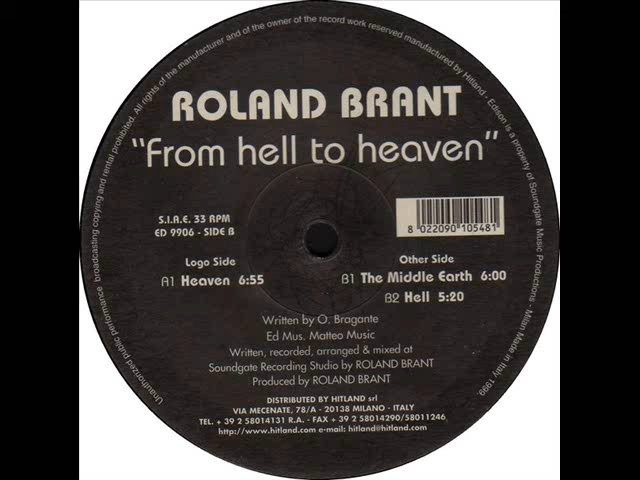 ROLAND BRANT
"From hell to heaven"
S.I.A.E. 33 RPM
ED 9906 - SIDE B
8 022090 105481
Logo Side
A1 Heaven 6:55
Other Side
B1 The Middle Earth 6:00
B2 Hell 5:20
Written by O. Bragante
Ed Mus. Matteo Music
Written, recorded, arranged & mixed at
Soundgate Recording Studio by ROLAND BRANT
Produced by ROLAND BRANT
DISTRIBUTED BY HITLAND srl
VIA MECENATE, 78/A - 20138 MILANO - ITALY
TEL. + 39 2 58014131 R.A. - FAX + 39 2 58014290/58011246
http://www.hitland.com e-mail: hitland@hitland.com
Unauthorized public performance broadcasting copying and rental prohibited. All rights of the manufacturer and of the owner of the record work reserved manufactured by Hitland - Edison is a property of Soundgate Music Productions - Milan Made in Italy 1999.